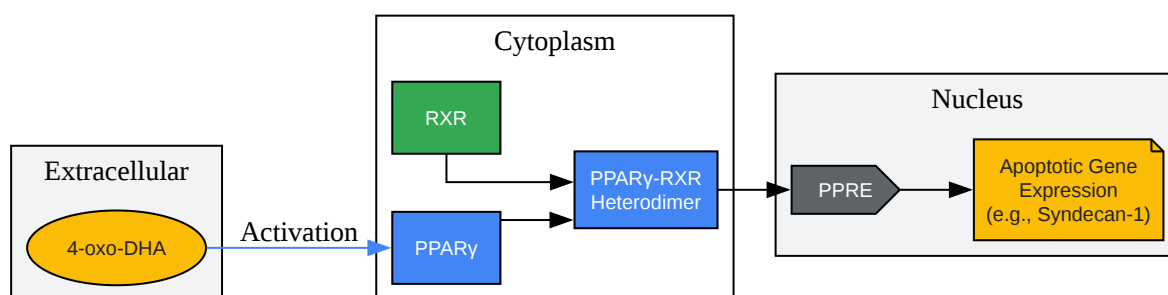 Extracellular
4-oxo-DHA
Activation
Cytoplasm
RXR
PPARγ
PPARγ-RXR
Heterodimer
Nucleus
PPRE
Apoptotic Gene
Expression
(e.g., Syndecan-1)